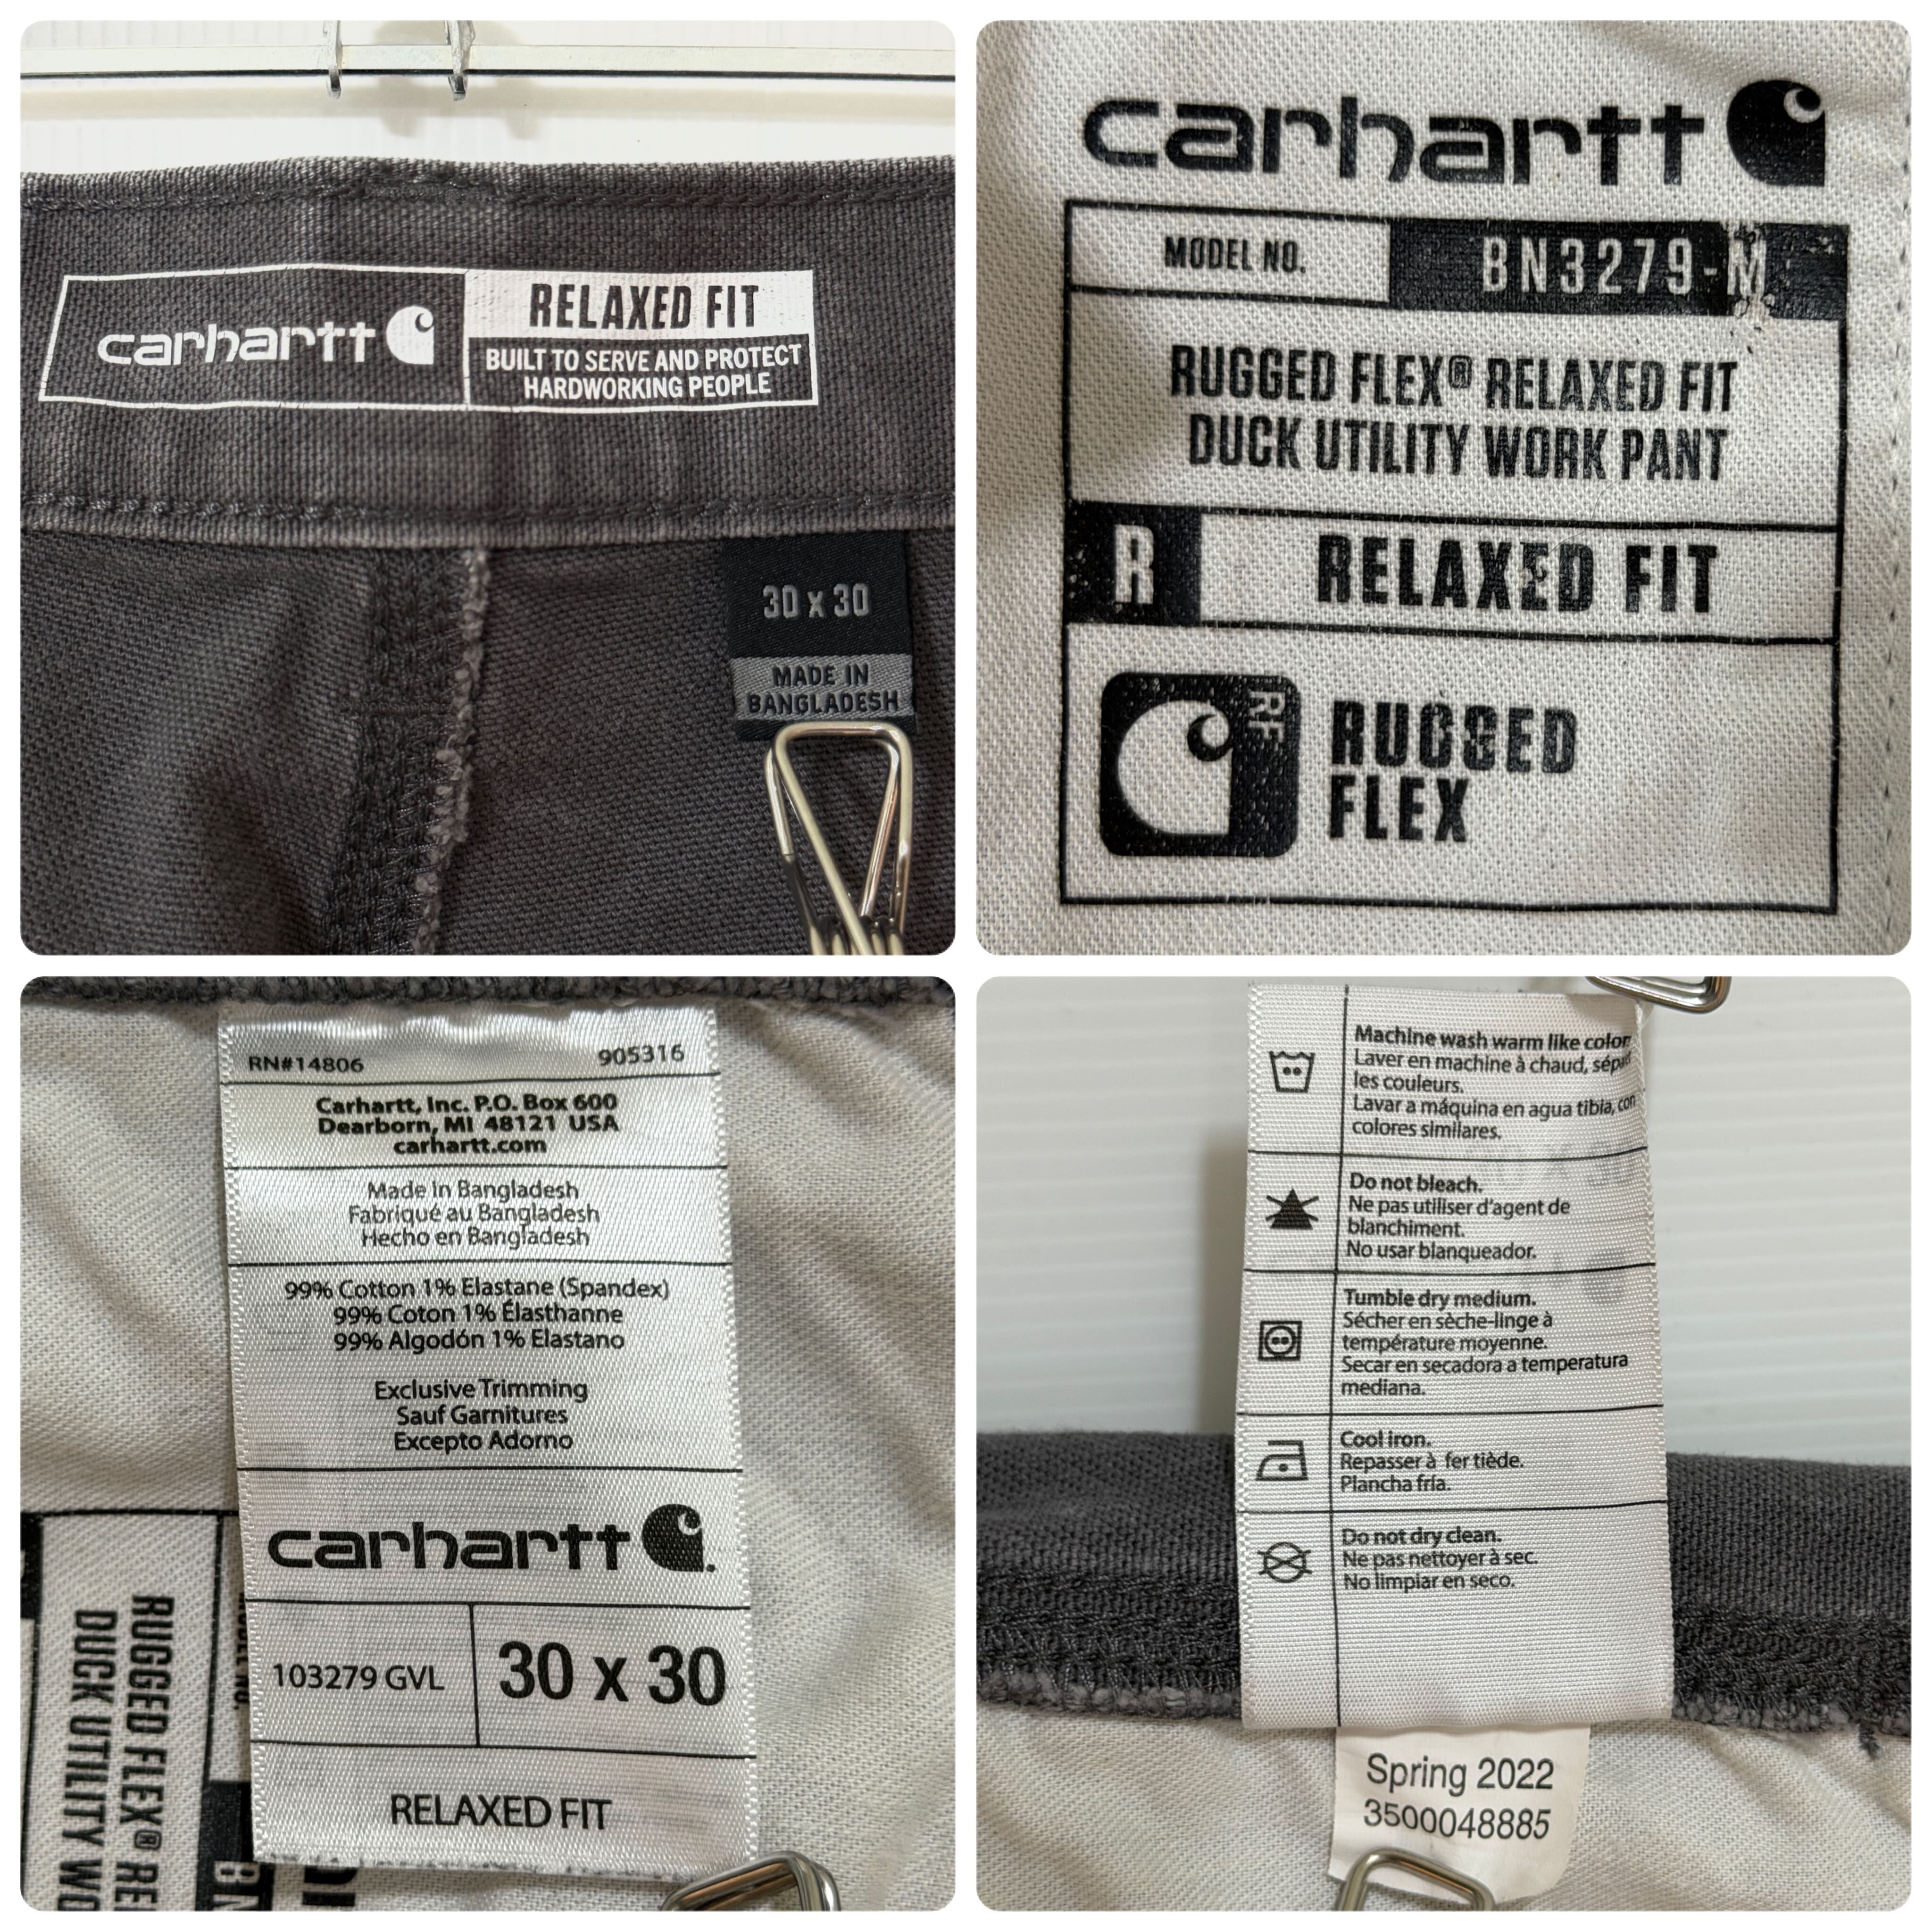 carhartt
RELAXED FIT
BUILT TO SERVE AND PROTECT
HARDWORKING PEOPLE
30 x 30
MADE IN
BANGLADESH
carhartt
MODEL NO. BN3279-M
RUGGED FLEX® RELAXED FIT
DUCK UTILITY WORK PANT
R RELAXED FIT
RF
RUGGED
FLEX
RN#14806 905316
Carhartt, Inc. P.O. Box 600
Dearborn, MI 48121 USA
carhartt.com
Made in Bangladesh
Fabriqué au Bangladesh
Hecho en Bangladesh
99% Cotton 1% Elastane (Spandex)
99% Coton 1% Élasthanne
99% Algodón 1% Elastano
Exclusive Trimming
Sauf Garnitures
Excepto Adorno
carhartt
103279 GVL 30 x 30
RELAXED FIT
RUGGED FLEX® RE
DUCK UTILITY WO
BN
Machine wash warm like color
Laver en machine à chaud, sépa
les couleurs.
Lavar a máquina en agua tibia, con
colores similares.
Do not bleach.
Ne pas utiliser d'agent de
blanchiment.
No usar blanqueador.
Tumble dry medium.
Sécher en sèche-linge à
température moyenne.
Secar en secadora a temperatura
mediana.
Cool iron.
Repasser à fer tiède.
Plancha fría.
Do not dry clean.
Ne pas nettoyer à sec.
No limpiar en seco.
Spring 2022
3500048885